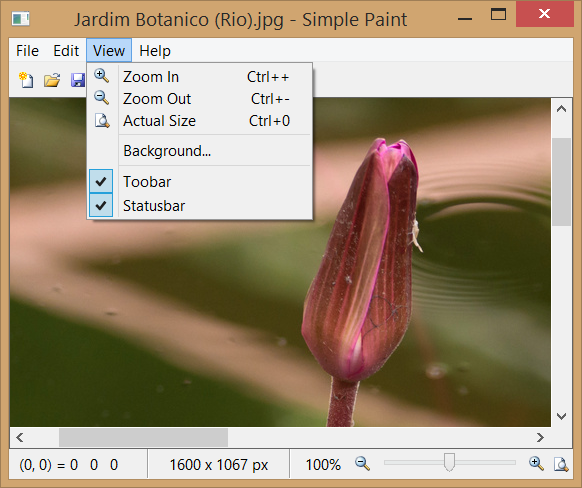 Jardim Botanico (Rio).jpg - Simple Paint
File Edit View Help
Zoom In Ctrl++
Zoom Out Ctrl+-
Actual Size Ctrl+0
Background...
Toobar
Statusbar
(0, 0) = 0 0 0 1600 x 1067 px 100%